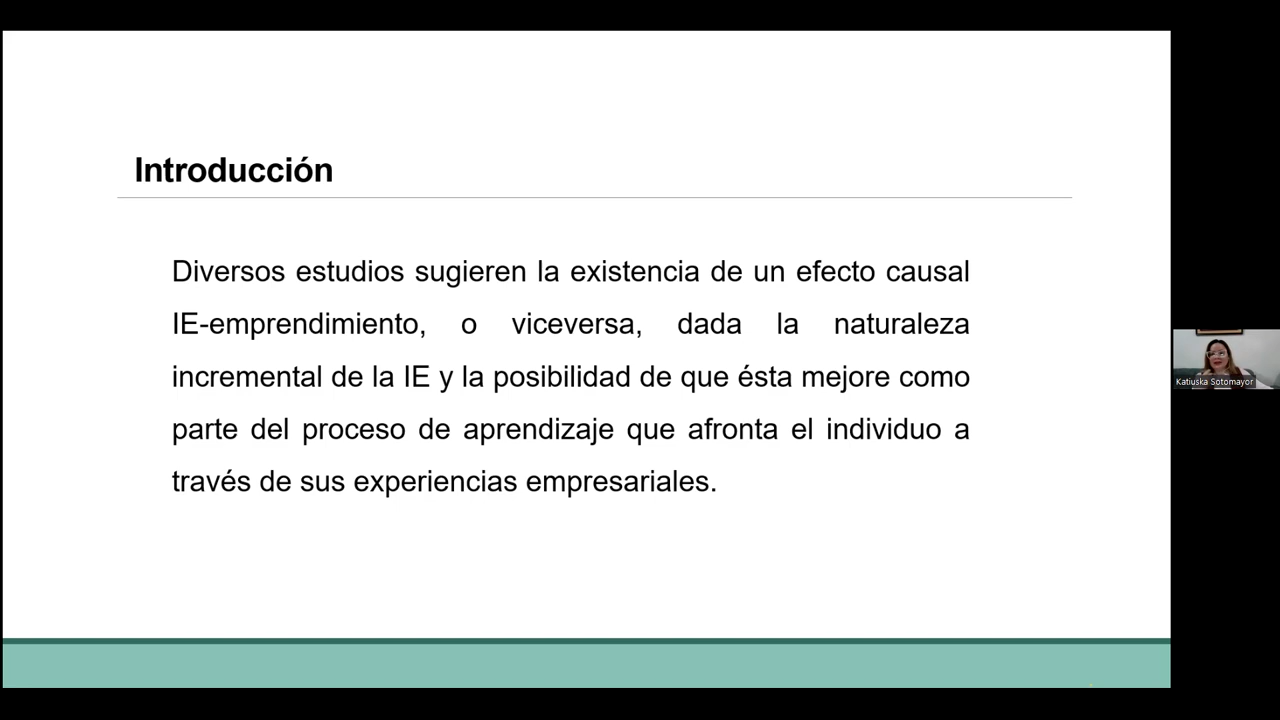 Introducción
Diversos estudios sugieren la existencia de un efecto causal
IE-emprendimiento, o viceversa, dada la naturaleza
incremental de la IE y la posibilidad de que ésta mejore como
parte del proceso de aprendizaje que afronta el individuo a
través de sus experiencias empresariales.
Katiuska Sotomayor